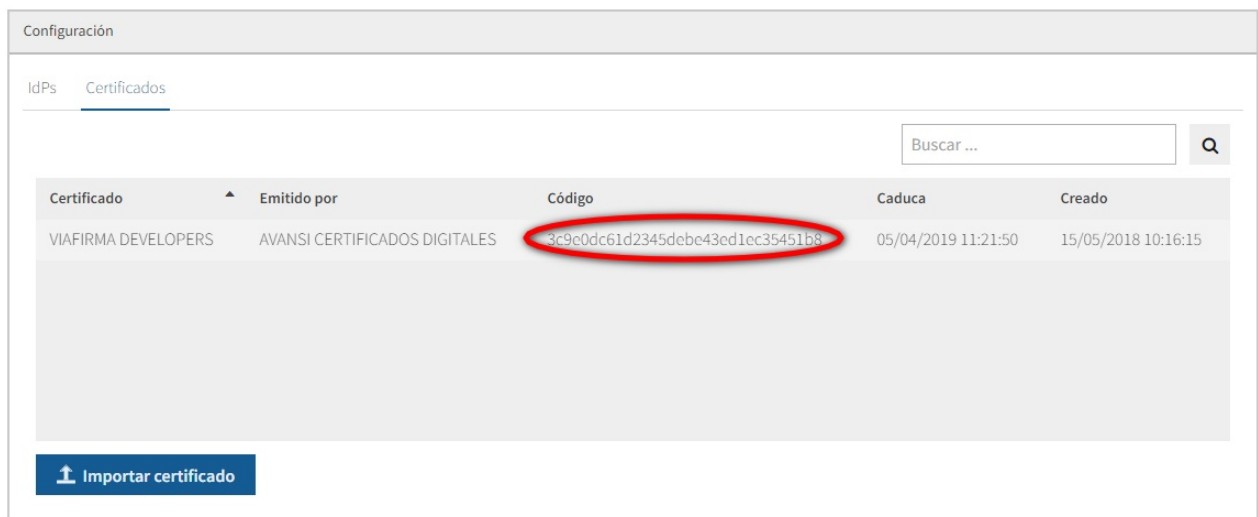 Configuración
IdPs Certificados
Buscar ...
Certificado Emitido por Código Caduca Creado
VIAFIRMA DEVELOPERS AVANSI CERTIFICADOS DIGITALES 3c9e0dc61d2345debe43ed1ec35451b8 05/04/2019 11:21:50 15/05/2018 10:16:15
Importar certificado